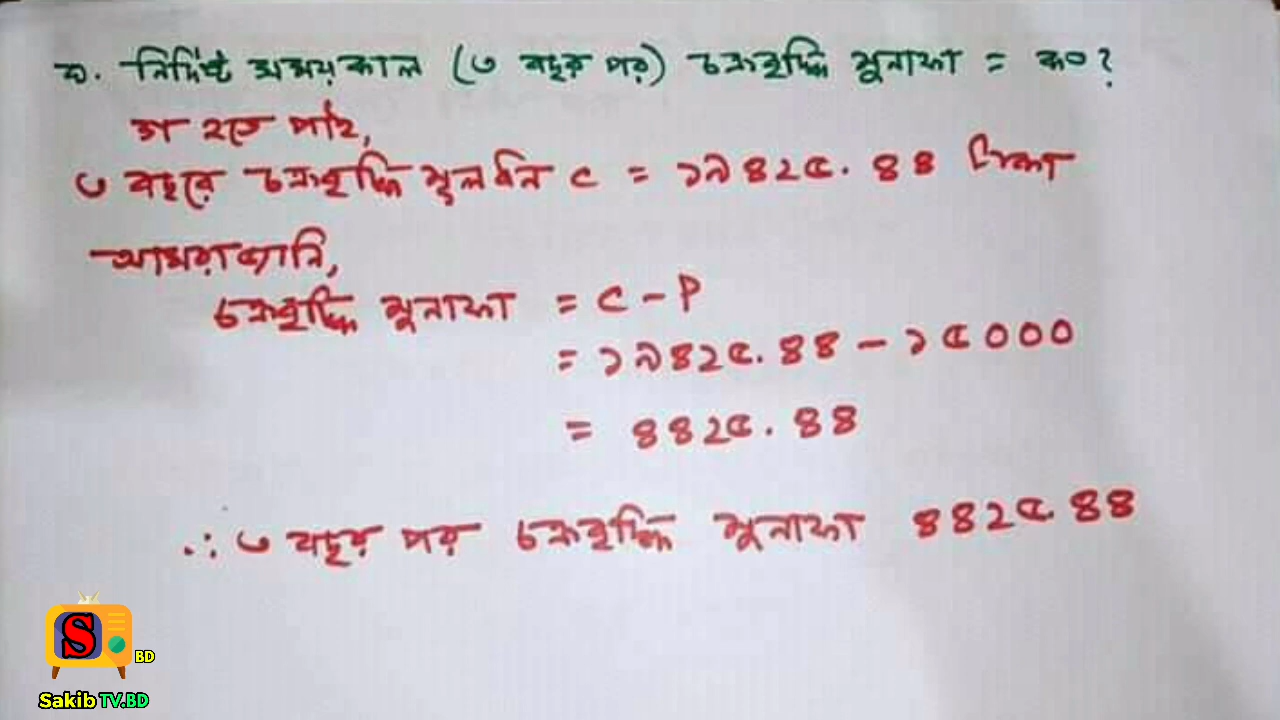 ঘ. নির্দিষ্ট সময়কাল (৩ বছর পর) চক্রবৃদ্ধি মুনাফা = কত?
তা হতে পাই,
৩ বছরে চক্রবৃদ্ধি মূলধন C = ১৯৪২৫.৪৪ টাকা
আমরা জানি,
চক্রবৃদ্ধি মুনাফা = C - P
= ১৯৪২৫.৪৪ - ১৫০০০
= ৪৪২৫.৪৪
∴ ৩ বছর পর চক্রবৃদ্ধি মুনাফা ৪৪২৫.৪৪
S BD
Sakib TV.BD